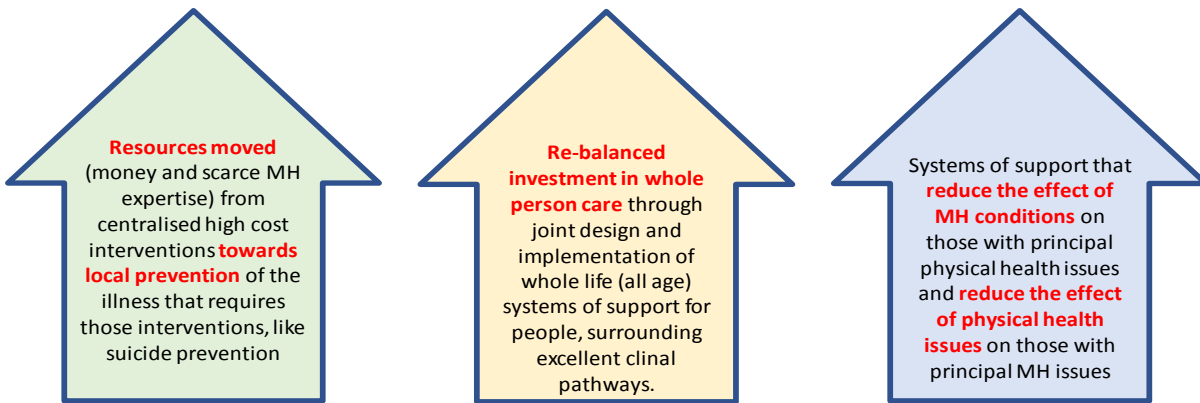 Resources moved
(money and scarce MH
expertise) from
centralised high cost
interventions towards
local prevention of the
illness that requires
those interventions, like
suicide prevention
Re-balanced
investment in whole
person care through
joint design and
implementation of
whole life (all age)
systems of support for
people, surrounding
excellent clinal
pathways.
Systems of support that
reduce the effect of
MH conditions on
those with principal
physical health issues
and reduce the effect
of physical health
issues on those with
principal MH issues